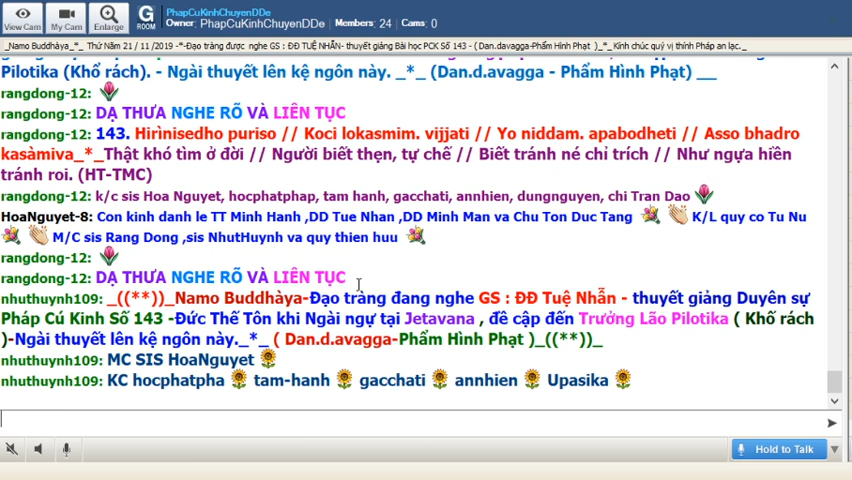 View Cam
My Cam
Enlarge
G
ROOM
PhapCuKinhChuyenDDe
Owner: PhapCuKinhChuyenDDe Members: 24 Cams: 0
_Namo Buddhàya_*_ Thứ Năm 21 / 11 /2019 -*-Đạo tràng được nghe GS : ĐĐ TUỆ NHẪN- thuyết giảng Bài học PCK Số 143 - ( Dan.davagga-Phẩm Hình Phạt )_*_ Kính chúc quý vị thính Pháp an lạc._
Pilotika (Khổ rách). - Ngài thuyết lên kệ ngôn này. _*_ (Dan.d.avagga - Phẩm Hình Phạt) __
rangdong-12:
rangdong-12: DẠ THƯA NGHE RÕ VÀ LIÊN TỤC
rangdong-12: 143. Hirìnisedho puriso // Koci lokasmim. vijjati // Yo niddam. apabodheti // Asso bhadro
kasàmiva_*_Thật khó tìm ở đời // Người biết thẹn, tự chế // Biết tránh né chỉ trích // Như ngựa hiền
tránh roi. (HT-TMC)
rangdong-12: k/c sis Hoa Nguyet, hocphatphap, tam hanh, gacchati, annhien, dungnguyen, chi Tran Dao
HoaNguyet-8: Con kinh danh le TT Minh Hanh ,DD Tue Nhan ,DD Minh Man va Chu Ton Duc Tang K/L quy co Tu Nu
M/C sis Rang Dong ,sis NhutHuynh va quy thien huu
rangdong-12:
rangdong-12: DẠ THƯA NGHE RÕ VÀ LIÊN TỤC
nhuthuynh109: _((**))_Namo Buddhàya-Đạo tràng đang nghe GS : ĐĐ Tuệ Nhẫn - thuyết giảng Duyên sự
Pháp Cú Kinh Số 143 -Đức Thế Tôn khi Ngài ngự tại Jetavana , đề cập đến Trưởng Lão Pilotika ( Khố rách
)-Ngài thuyết lên kệ ngôn này._*_ ( Dan.d.avagga-Phẩm Hình Phạt )_((**))_
nhuthuynh109: MC SIS HoaNguyet
nhuthuynh109: KC hocphatpha tam-hanh gacchati annhien Upasika
Hold to Talk